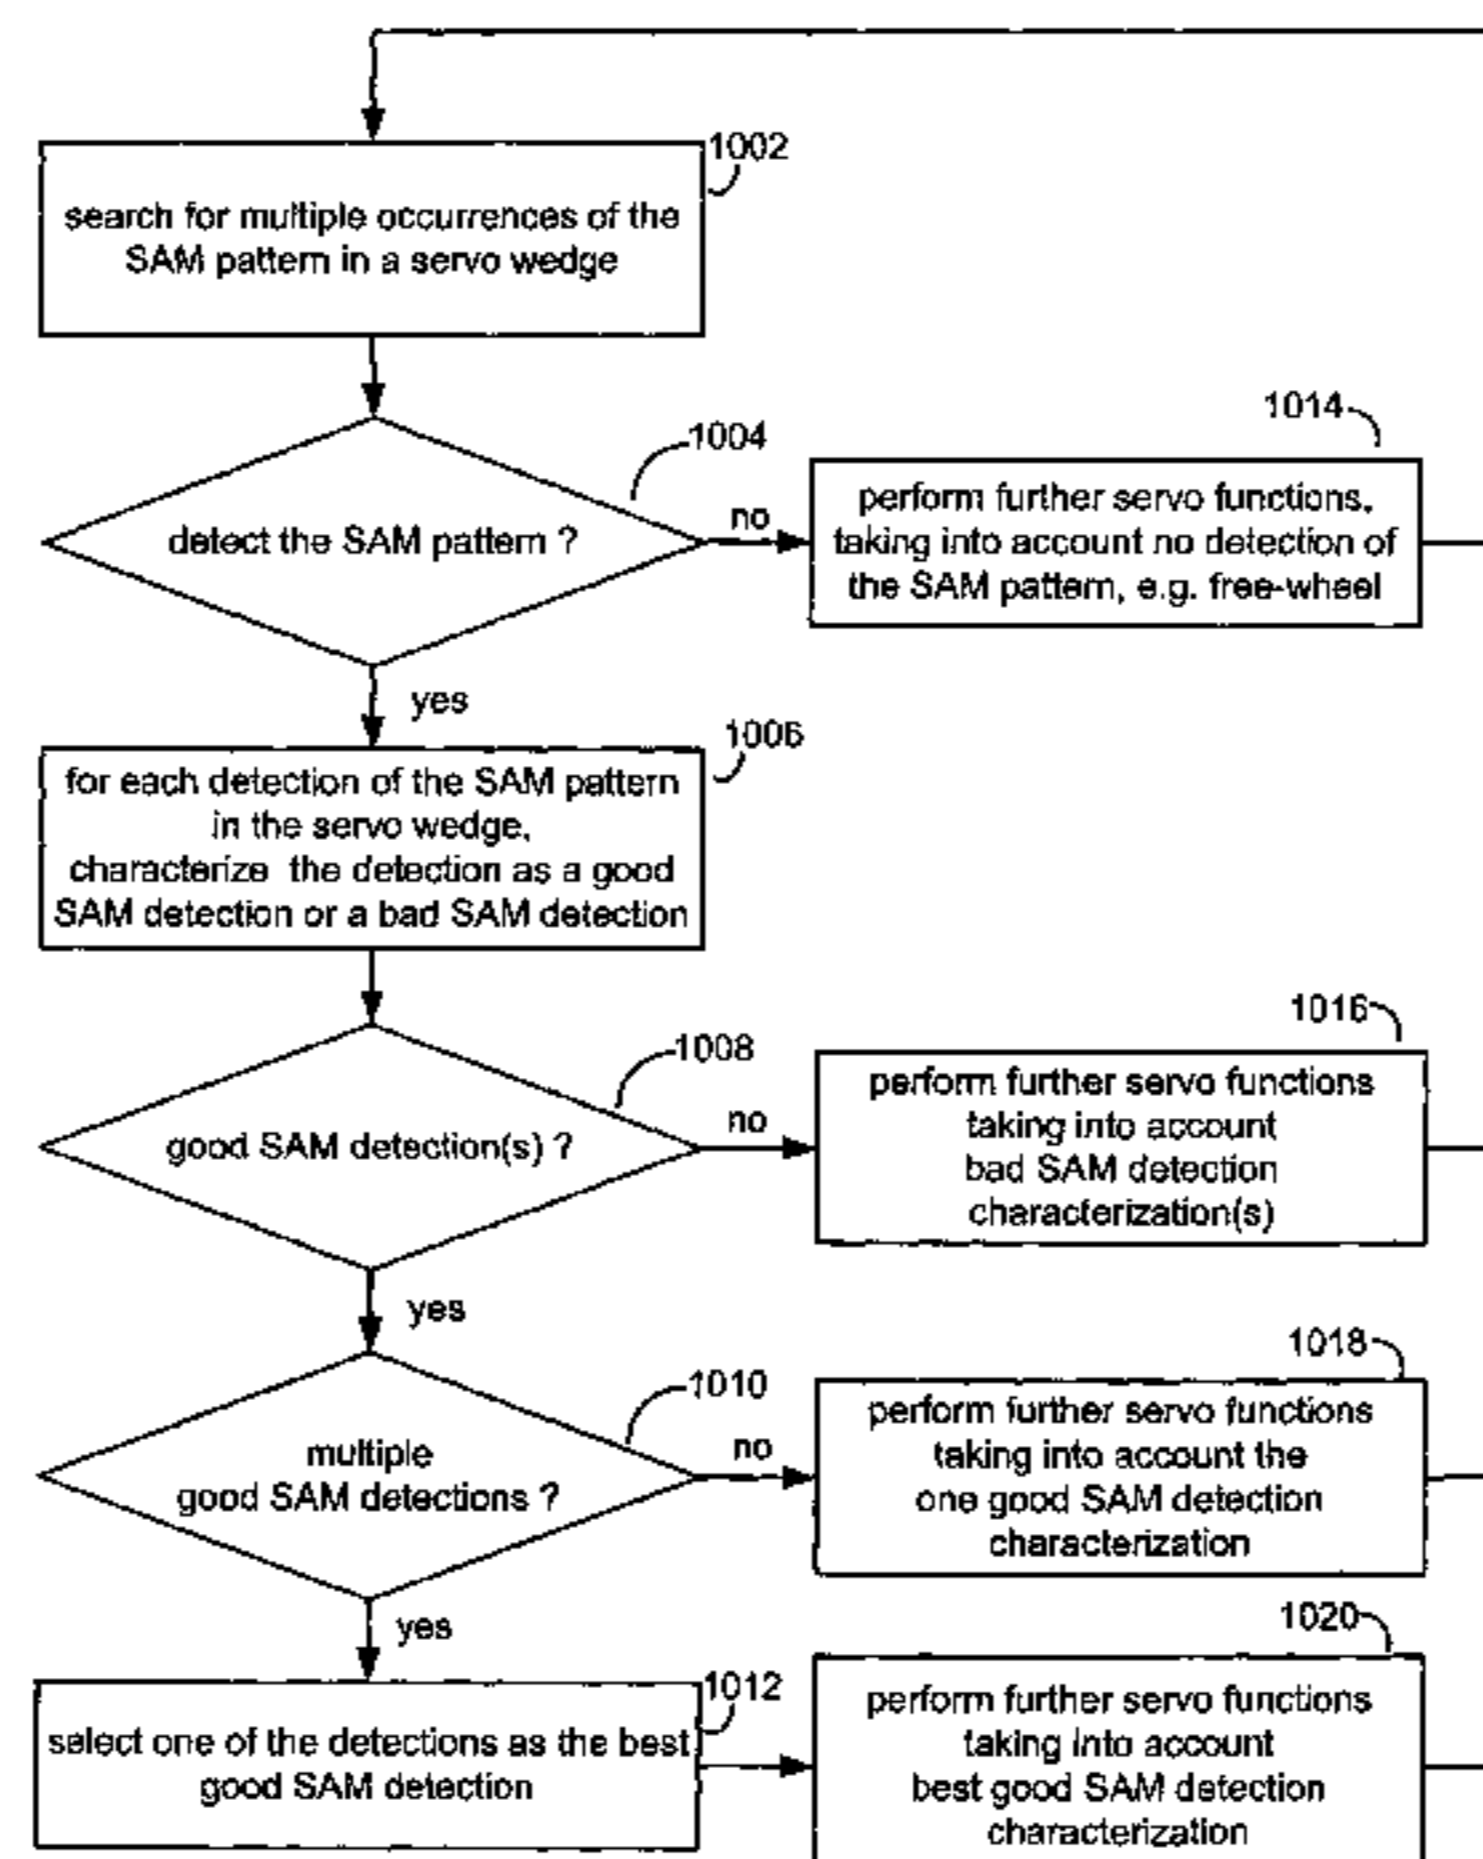 1002
search for multiple occurrences of the
SAM pattern in a servo wedge
1004
detect the SAM pattern ?
no
1014
perform further servo functions,
taking into account no detection of
the SAM pattern, e.g. free-wheel
yes
1006
for each detection of the SAM pattern
in the servo wedge,
characterize the detection as a good
SAM detection or a bad SAM detection
1008
good SAM detection(s) ?
no
1016
perform further servo functions
taking into account
bad SAM detection
characterization(s)
yes
1010
multiple
good SAM detections ?
no
1018
perform further servo functions
taking into account the
one good SAM detection
characterization
yes
1012
select one of the detections as the best
good SAM detection
1020
perform further servo functions
taking into account
best good SAM detection
characterization